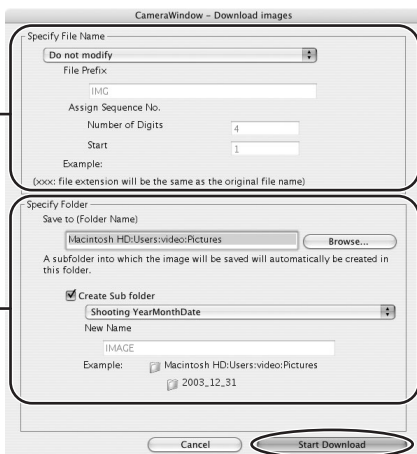 CameraWindow - Download images
Specify File Name
Do not modify
File Prefix
IMG
Assign Sequence No.
Number of Digits 4
Start 1
Example:
(xxx: file extension will be the same as the original file name)
Specify Folder
Save to (Folder Name)
Macintosh HD:Users:video:Pictures Browse...
A subfolder into which the image will be saved will automatically be created in
this folder.
Create Sub folder
Shooting YearMonthDate
New Name
IMAGE
Example: Macintosh HD:Users:video:Pictures
2003_12_31
Cancel Start Download